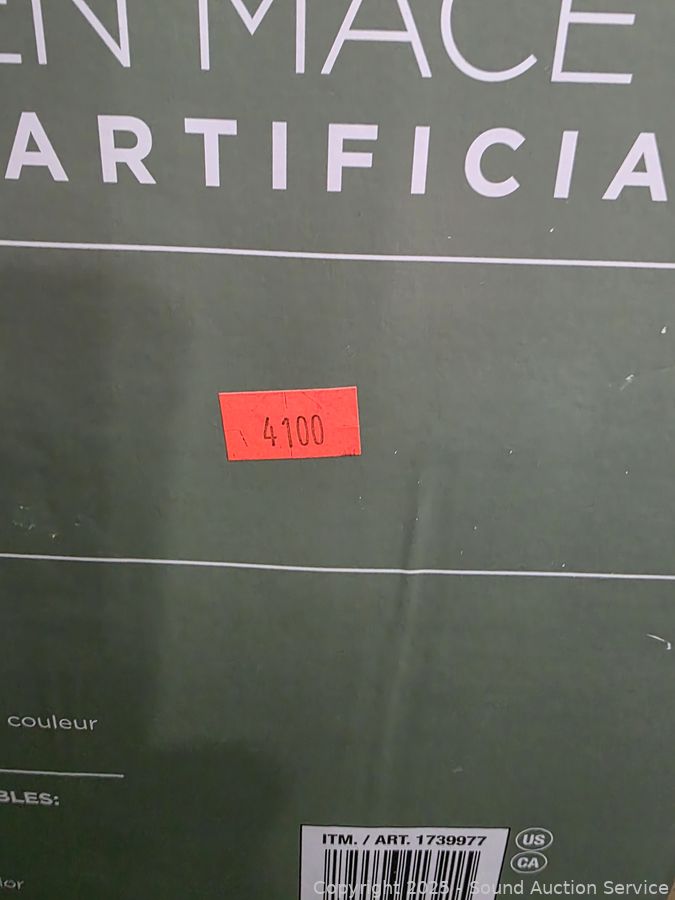 EN MACE
ARTIFICIA
4100
couleur
BLES:
lor
ITM. / ART. 1739977
US
CA
Copyright 2025 - Sound Auction Service